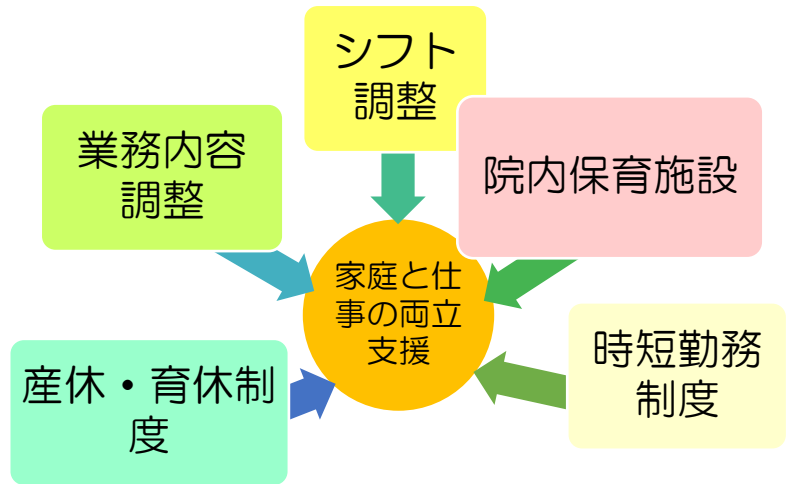 シフト
調整
業務内容
調整
院内保育施設
家庭と仕
事の両立
支援
産休・育休制
度
時短勤務
制度